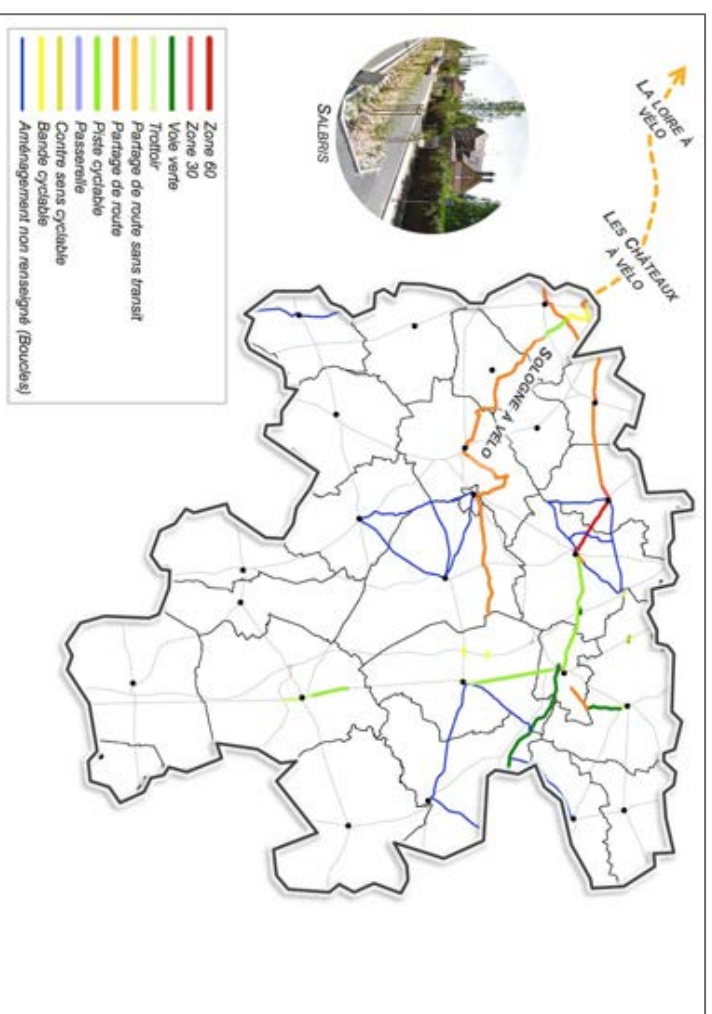 LA LOIRE À
VÉLO
LES CHÂTEAUX
À VÉLO
SOLOGNE À VÉLO
SALBRIS
Zone 60
Zone 30
Voie verte
Trottoir
Partage de route sans transit
Partage de route
Piste cyclable
Passerelle
Contre sens cyclable
Bande cyclable
Aménagement non renseigné (Boucles)